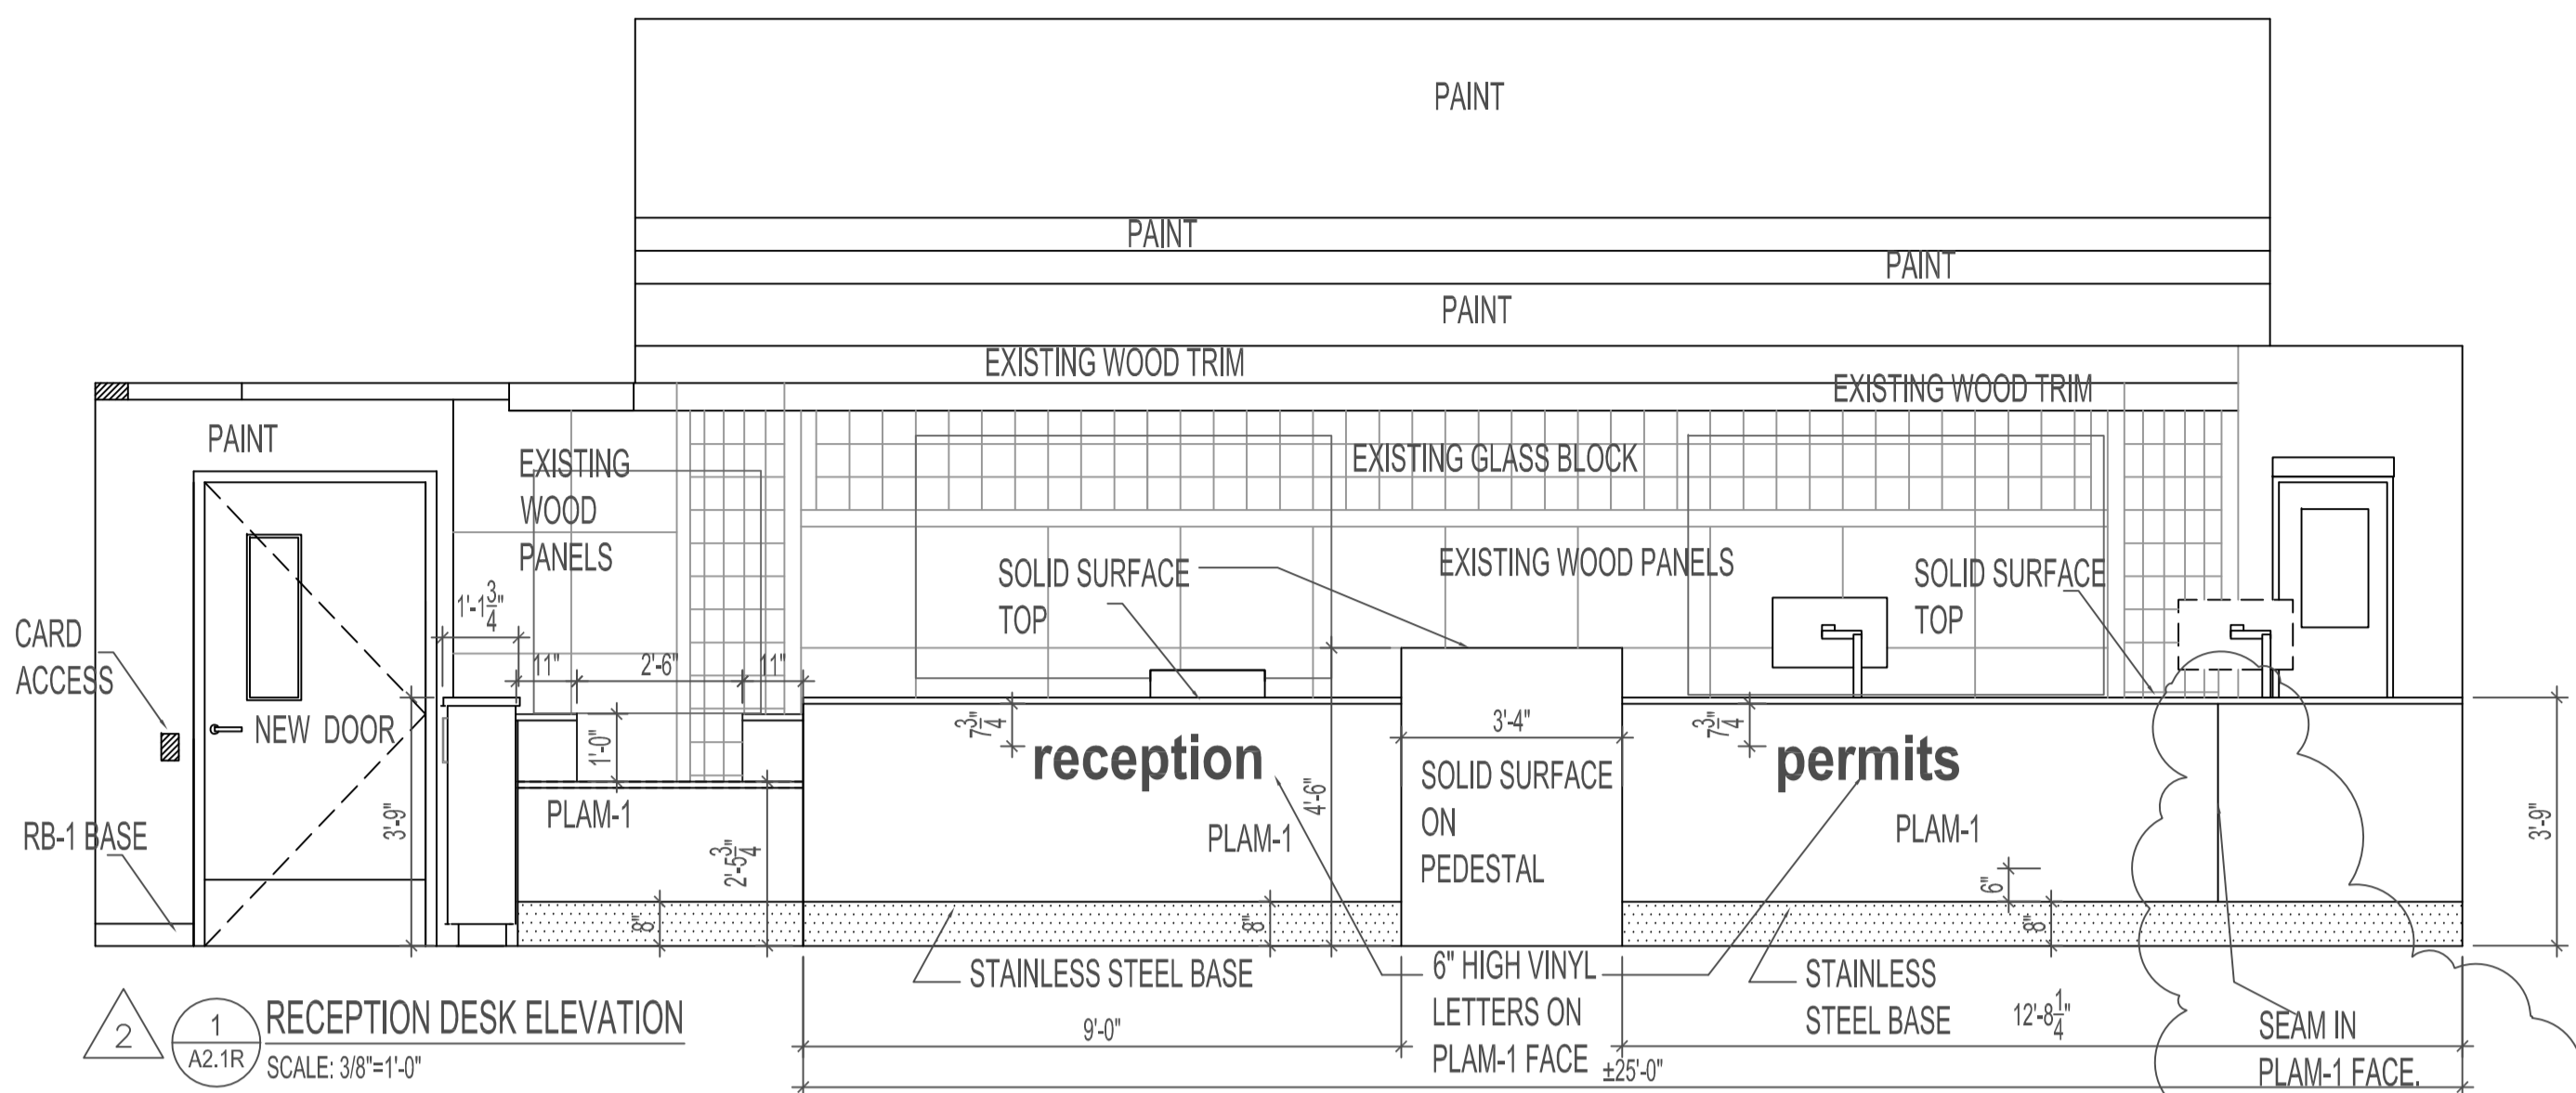 PAINT
PAINT
PAINT
PAINT
EXISTING WOOD TRIM
EXISTING WOOD TRIM
PAINT
EXISTING
WOOD
PANELS
EXISTING GLASS BLOCK
EXISTING WOOD PANELS
SOLID SURFACE
TOP
SOLID SURFACE
TOP
1'-1 3/4"
CARD
ACCESS
11"
2'-6"
11"
NEW DOOR
1'-0"
7 3/4
reception
3'-4"
7 3/4
permits
SOLID SURFACE
ON
PEDESTAL
3'-9"
PLAM-1
4'-6"
PLAM-1
PLAM-1
3'-9"
RB-1 BASE
2'-5 3/4
6"
8"
8"
8"
STAINLESS STEEL BASE
6" HIGH VINYL
LETTERS ON
PLAM-1 FACE
STAINLESS
STEEL BASE
12'-8 1/4"
SEAM IN
PLAM-1 FACE.
2
1
A2.1R
RECEPTION DESK ELEVATION
SCALE: 3/8"=1'-0"
9'-0"
±25'-0"